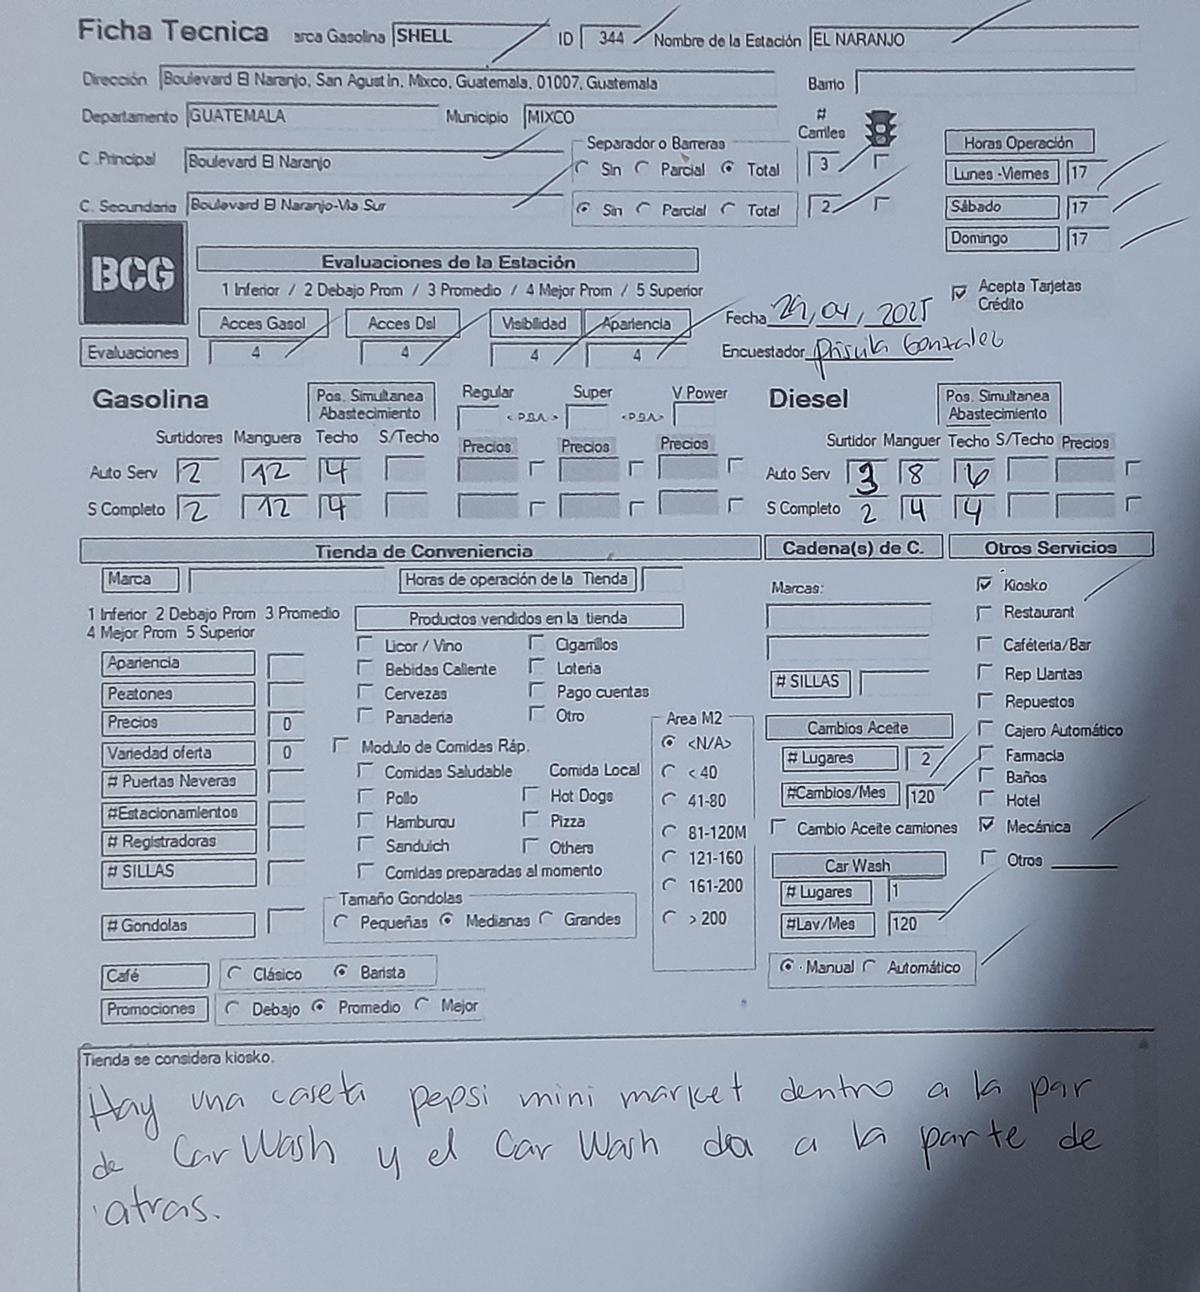 Ficha Tecnica arca Gasolina SHELL ID 344 Nombre de la Estación EL NARANJO
Dirección Boulevard El Naranjo, San Agustín, Mixco, Guatemala, 01007, Guatemala Barrio
Departamento GUATEMALA Municipio MIXCO # Carriles
Separador o Barreras Horas Operación
C .Principal Boulevard El Naranjo Sin Parcial Total 3 Lunes -Viernes 17
C. Secundaria Boulevard El Naranjo-Via Sur Sin Parcial Total 2 Sábado 17
Domingo 17
BCG Evaluaciones de la Estación
1 Inferior / 2 Debajo Prom / 3 Promedio / 4 Mejor Prom / 5 Superior
Acepta Tarjetas Crédito
Acces Gasol Acces Dsl Visibilidad Apariencia Fecha 29, 04, 2025
Evaluaciones 4 4 4 4 Encuestador Priscila Gonzalez
Gasolina Pos. Simultanea Abastecimiento Regular <P.S.A.> Super <P.S.A.> V Power Diesel Pos. Simultanea Abastecimiento
Surtidores Manguera Techo S/Techo Precios Precios Precios Surtidor Manguer Techo S/Techo Precios
Auto Serv 2 12 4 Auto Serv 3 8 6
S Completo 2 12 4 S Completo 2 4 4
Tienda de Conveniencia Cadena(s) de C. Otros Servicios
Marca Horas de operación de la Tienda Marcas: Kiosko
1 Inferior 2 Debajo Prom 3 Promedio Productos vendidos en la tienda Restaurant
4 Mejor Prom 5 Superior
Licor / Vino Cigarrillos Caféteria/Bar
Apariencia Bebidas Caliente Loteria Rep Llantas
Peatones Cervezas Pago cuentas # SILLAS Repuestos
Precios 0 Panaderia Otro Area M2 Cambios Aceite Cajero Automático
Variedad oferta 0 Modulo de Comidas Ráp. <N/A> # Lugares 2 Farmacia
# Puertas Neveras Comidas Saludable Comida Local < 40 Baños
#Estacionamientos Pollo Hot Dogs 41-80 #Cambios/Mes 120 Hotel
# Registradoras Hamburqu Pizza 81-120M Cambio Aceite camiones Mecánica
# SILLAS Sanduich Others 121-160 Car Wash Otros
Comidas preparadas al momento 161-200 # Lugares 1
Tamaño Gondolas
# Gondolas Pequeñas Medianas Grandes > 200 #Lav/Mes 120
Café Clásico Barista Manual Automático
Promociones Debajo Promedio Mejor
Tienda se considera kiosko.
Hay una caseta pepsi mini market dentro a la par
de Car Wash y el Car Wash da a la parte de
atras.